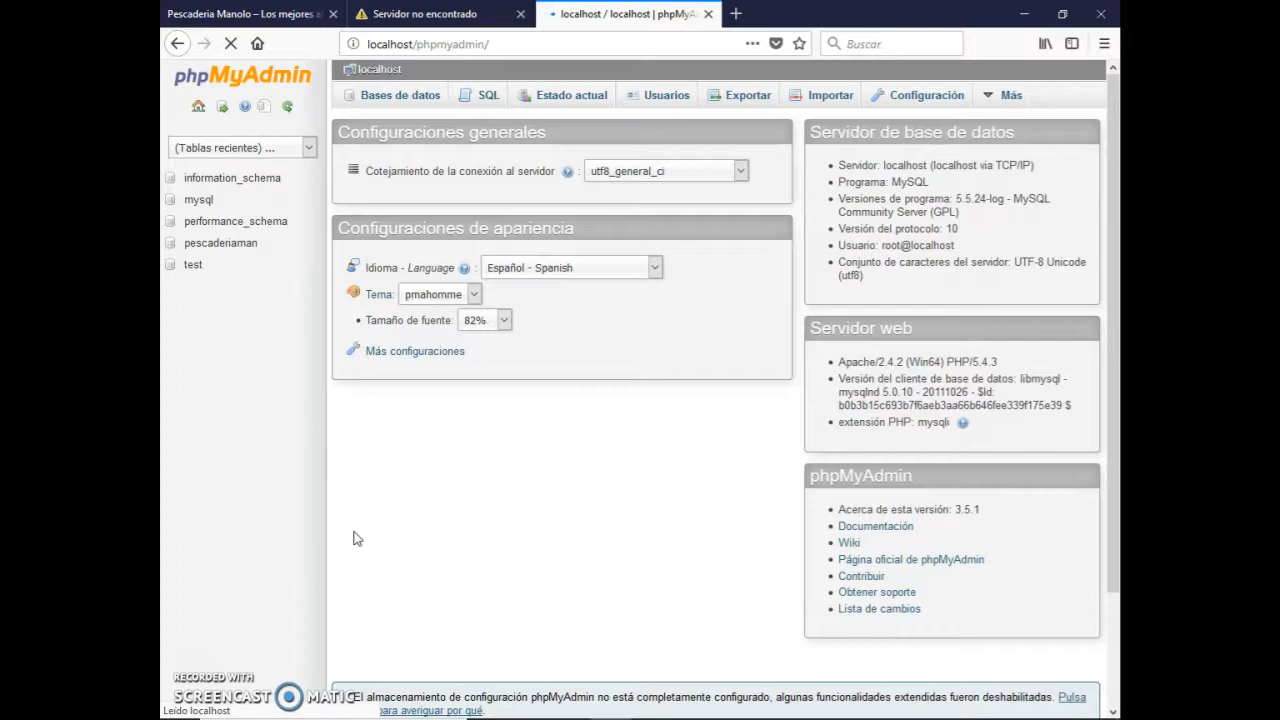 Pescaderia Manolo – Los mejores a
Servidor no encontrado
localhost / localhost | phpMyA
localhost/phpmyadmin/
Buscar
phpMyAdmin
(Tablas recientes) ...
information_schema
mysql
performance_schema
pescaderiaman
test
localhost
Bases de datos
SQL
Estado actual
Usuarios
Exportar
Importar
Configuración
Más
Configuraciones generales
Cotejamiento de la conexión al servidor : utf8_general_ci
Configuraciones de apariencia
Idioma - Language : Español - Spanish
Tema: pmahomme
Tamaño de fuente: 82%
Más configuraciones
Servidor de base de datos
Servidor: localhost (localhost via TCP/IP)
Programa: MySQL
Versiones de programa: 5.5.24-log - MySQL
Community Server (GPL)
Versión del protocolo: 10
Usuario: root@localhost
Conjunto de caracteres del servidor: UTF-8 Unicode
(utf8)
Servidor web
Apache/2.4.2 (Win64) PHP/5.4.3
Versión del cliente de base de datos: libmysql -
mysqlnd 5.0.10 - 20111026 - $Id:
b0b3b15c693b7f6aeb3aa66b646fee339f175e39 $
extensión PHP: mysqli
phpMyAdmin
Acerca de esta versión: 3.5.1
Documentación
Wiki
Página oficial de phpMyAdmin
Contribuir
Obtener soporte
Lista de cambios
El almacenamiento de configuración phpMyAdmin no está completamente configurado, algunas funcionalidades extendidas fueron deshabilitadas. Pulsa
para averiguar por qué.
RECORDED WITH
SCREENCAST MATIC
Leído localhost